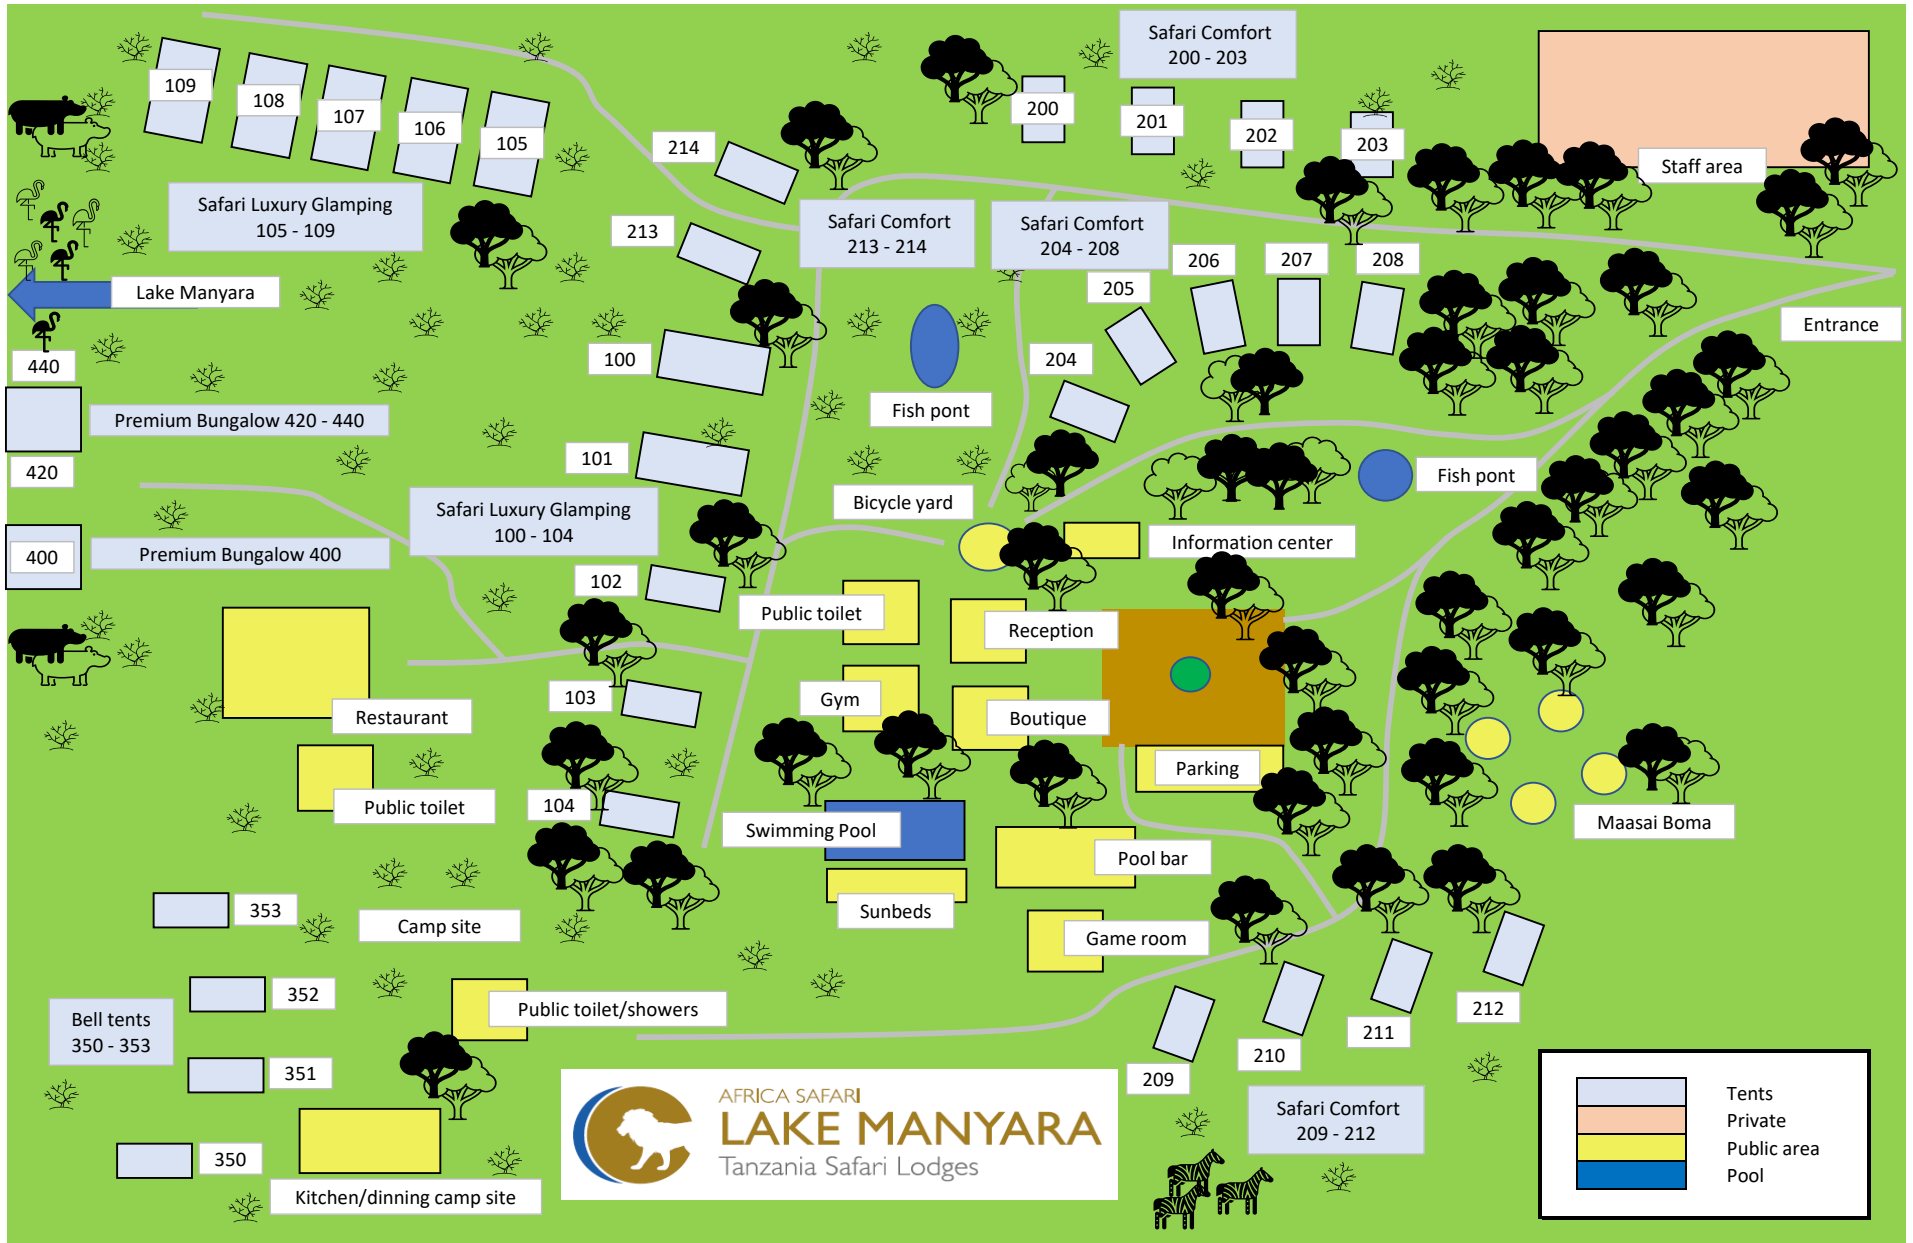 Safari Comfort
200 - 203
109
108
107
106
105
214
200
201
202
203
Staff area
Safari Luxury Glamping
105 - 109
213
Safari Comfort
213 - 214
Safari Comfort
204 - 208
206
207
208
205
Lake Manyara
Entrance
440
100
204
Premium Bungalow 420 - 440
Fish pont
420
101
Fish pont
Bicycle yard
Safari Luxury Glamping
100 - 104
400
Premium Bungalow 400
Information center
102
Public toilet
Reception
103
Gym
Restaurant
Boutique
Parking
Public toilet
104
Swimming Pool
Maasai Boma
Pool bar
353
Camp site
Sunbeds
Game room
352
Public toilet/showers
212
Bell tents
350 - 353
211
210
351
209
AFRICA SAFARI
LAKE MANYARA
Tanzania Safari Lodges
Safari Comfort
209 - 212
350
Kitchen/dinning camp site
Tents
Private
Public area
Pool